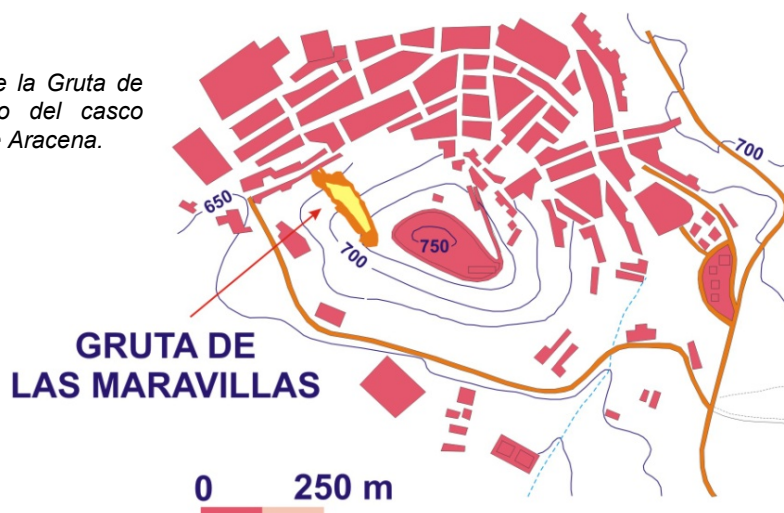 e la Gruta de
o del casco
e Aracena.
650
700
750
700
GRUTA DE
LAS MARAVILLAS
0 250 m